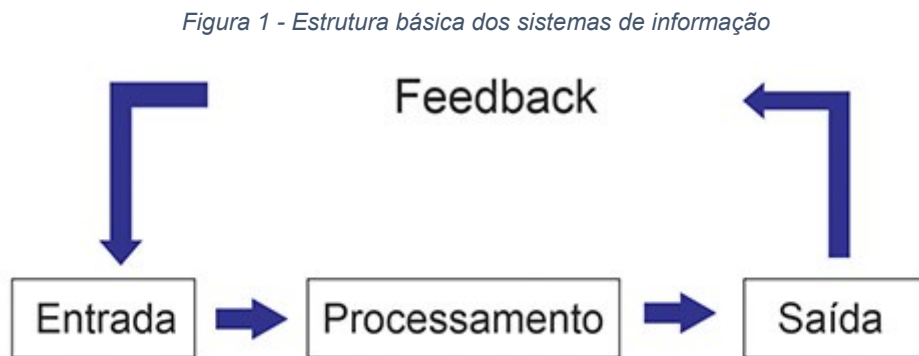 Figura 1 - Estrutura básica dos sistemas de informação
Feedback
Entrada
Processamento
Saída